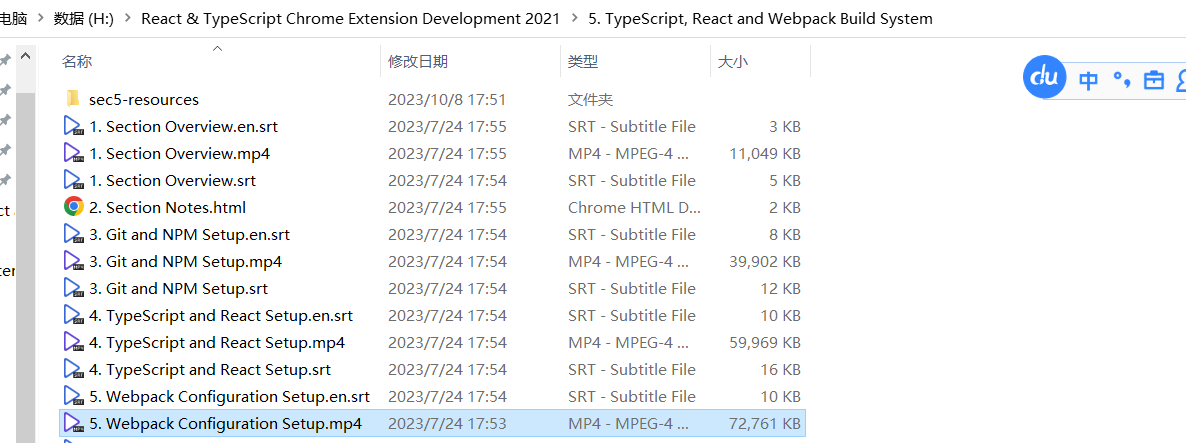 电脑 › 数据 (H:) › React & TypeScript Chrome Extension Development 2021 › 5. TypeScript, React and Webpack Build System
名称 修改日期 类型 大小
sec5-resources 2023/10/8 17:51 文件夹
1. Section Overview.en.srt 2023/7/24 17:55 SRT - Subtitle File 3 KB
1. Section Overview.mp4 2023/7/24 17:55 MP4 - MPEG-4 ... 11,049 KB
1. Section Overview.srt 2023/7/24 17:54 SRT - Subtitle File 5 KB
2. Section Notes.html 2023/7/24 17:55 Chrome HTML D... 2 KB
3. Git and NPM Setup.en.srt 2023/7/24 17:54 SRT - Subtitle File 8 KB
3. Git and NPM Setup.mp4 2023/7/24 17:54 MP4 - MPEG-4 ... 39,902 KB
3. Git and NPM Setup.srt 2023/7/24 17:54 SRT - Subtitle File 12 KB
4. TypeScript and React Setup.en.srt 2023/7/24 17:54 SRT - Subtitle File 10 KB
4. TypeScript and React Setup.mp4 2023/7/24 17:54 MP4 - MPEG-4 ... 59,969 KB
4. TypeScript and React Setup.srt 2023/7/24 17:54 SRT - Subtitle File 16 KB
5. Webpack Configuration Setup.en.srt 2023/7/24 17:54 SRT - Subtitle File 10 KB
5. Webpack Configuration Setup.mp4 2023/7/24 17:53 MP4 - MPEG-4 ... 72,761 KB
du 中 °,